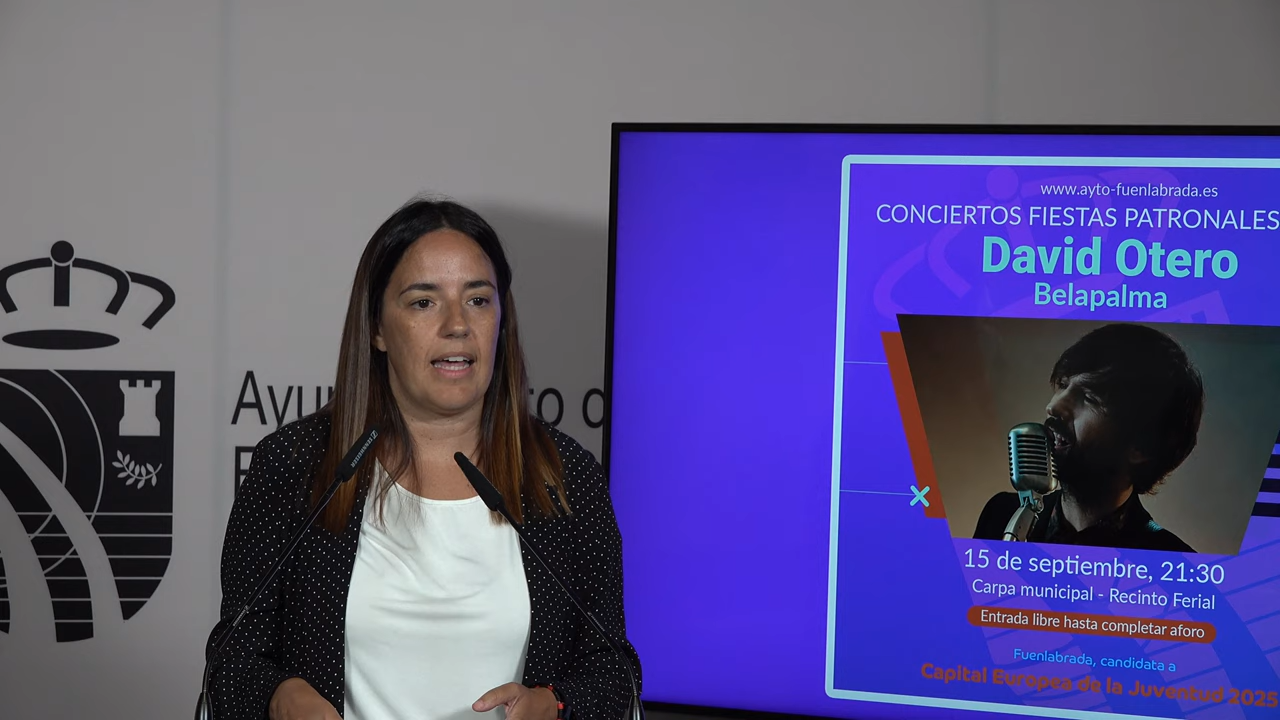 www.ayto-fuenlabrada.es
CONCIERTOS FIESTAS PATRONALES
David Otero
Belapalma
15 de septiembre, 21:30
Carpa municipal - Recinto Ferial
Entrada libre hasta completar aforo
Fuenlabrada, candidata a
Capital Europea de la Juventud 2025